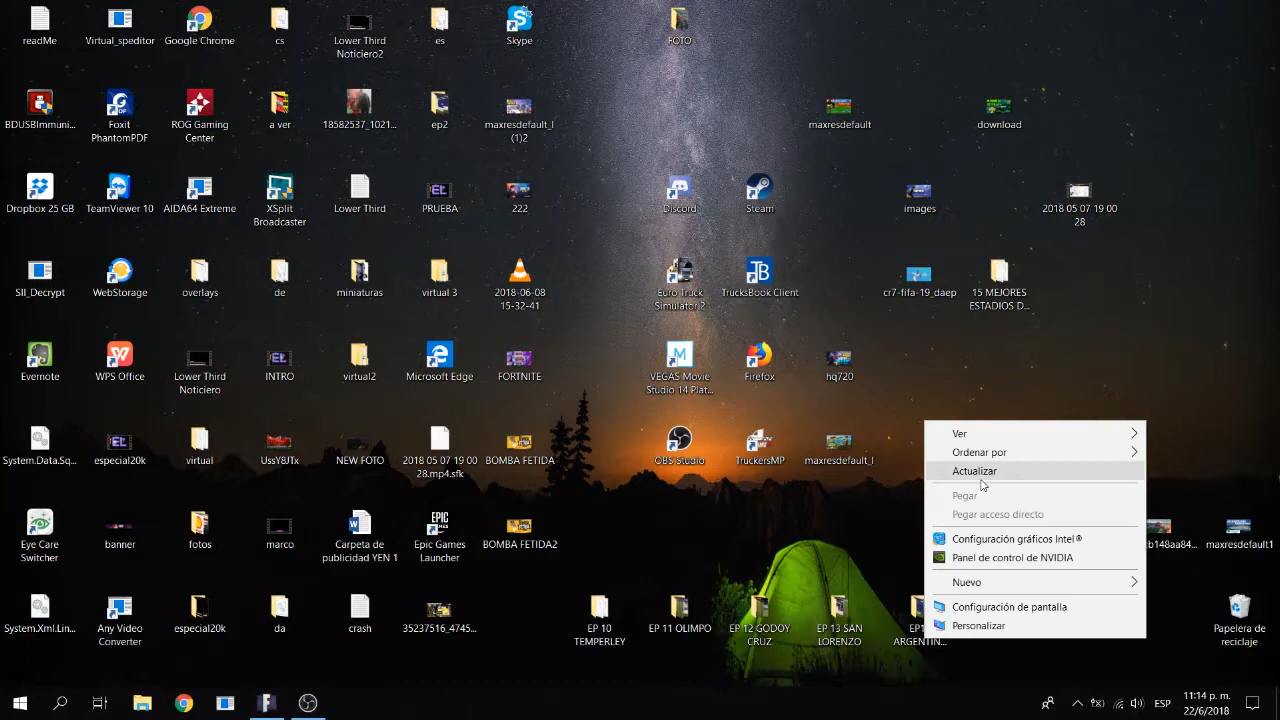 readMe
Virtual_speditor
Google Chrome
cs
Lower Third
Noticiero2
es
Skype
FOTO
BDUSBImmuni...
Foxit
PhantomPDF
ROG Gaming
Center
a ver
18582537_1021...
ep2
maxresdefault_l
(1)2
maxresdefault
download
Dropbox 25 GB
TeamViewer 10
AIDA64 Extreme
XSplit
Broadcaster
Lower Third
PRUEBA
222
Discord
Steam
images
2018 05 07 19 00
28
SII_Decrypt
WebStorage
overlays
de
miniaturas
virtual 3
2018-06-08
15-32-41
Euro Truck
Simulator 2
TrucksBook Client
cr7-fifa-19_daep
15 MEJORES
ESTADIOS D...
Evernote
WPS Office
Lower Third
Noticiero
INTRO
virtual2
Microsoft Edge
FORTNITE
VEGAS Movie
Studio 14 Plat...
Firefox
hq720
System.Data.Sq...
especial20k
virtual
UssY8JTx
NEW FOTO
2018 05 07 19 00
28.mp4.sfk
BOMBA FETIDA
OBS Studio
TruckersMP
maxresdefault_l
Eye Care
Switcher
banner
fotos
marco
Carpeta de
publicidad YEN 1
Epic Games
Launcher
BOMBA FETIDA2
cb148aa84...
maxresdefault1
System.Xml.Lin...
Any Video
Converter
especial20k
da
crash
35237516_4745...
EP 10
TEMPERLEY
EP 11 OLIMPO
EP 12 GODOY
CRUZ
EP 13 SAN
LORENZO
ARGENTIN...
Papelera de
reciclaje
Ver
Ordenar por
Actualizar
Pegar
Pegar acceso directo
Configuración gráficos Intel®
Panel de control de NVIDIA
Nuevo
Configuración de pantalla
Personalizar
ESP
11:14 p. m.
22/6/2018